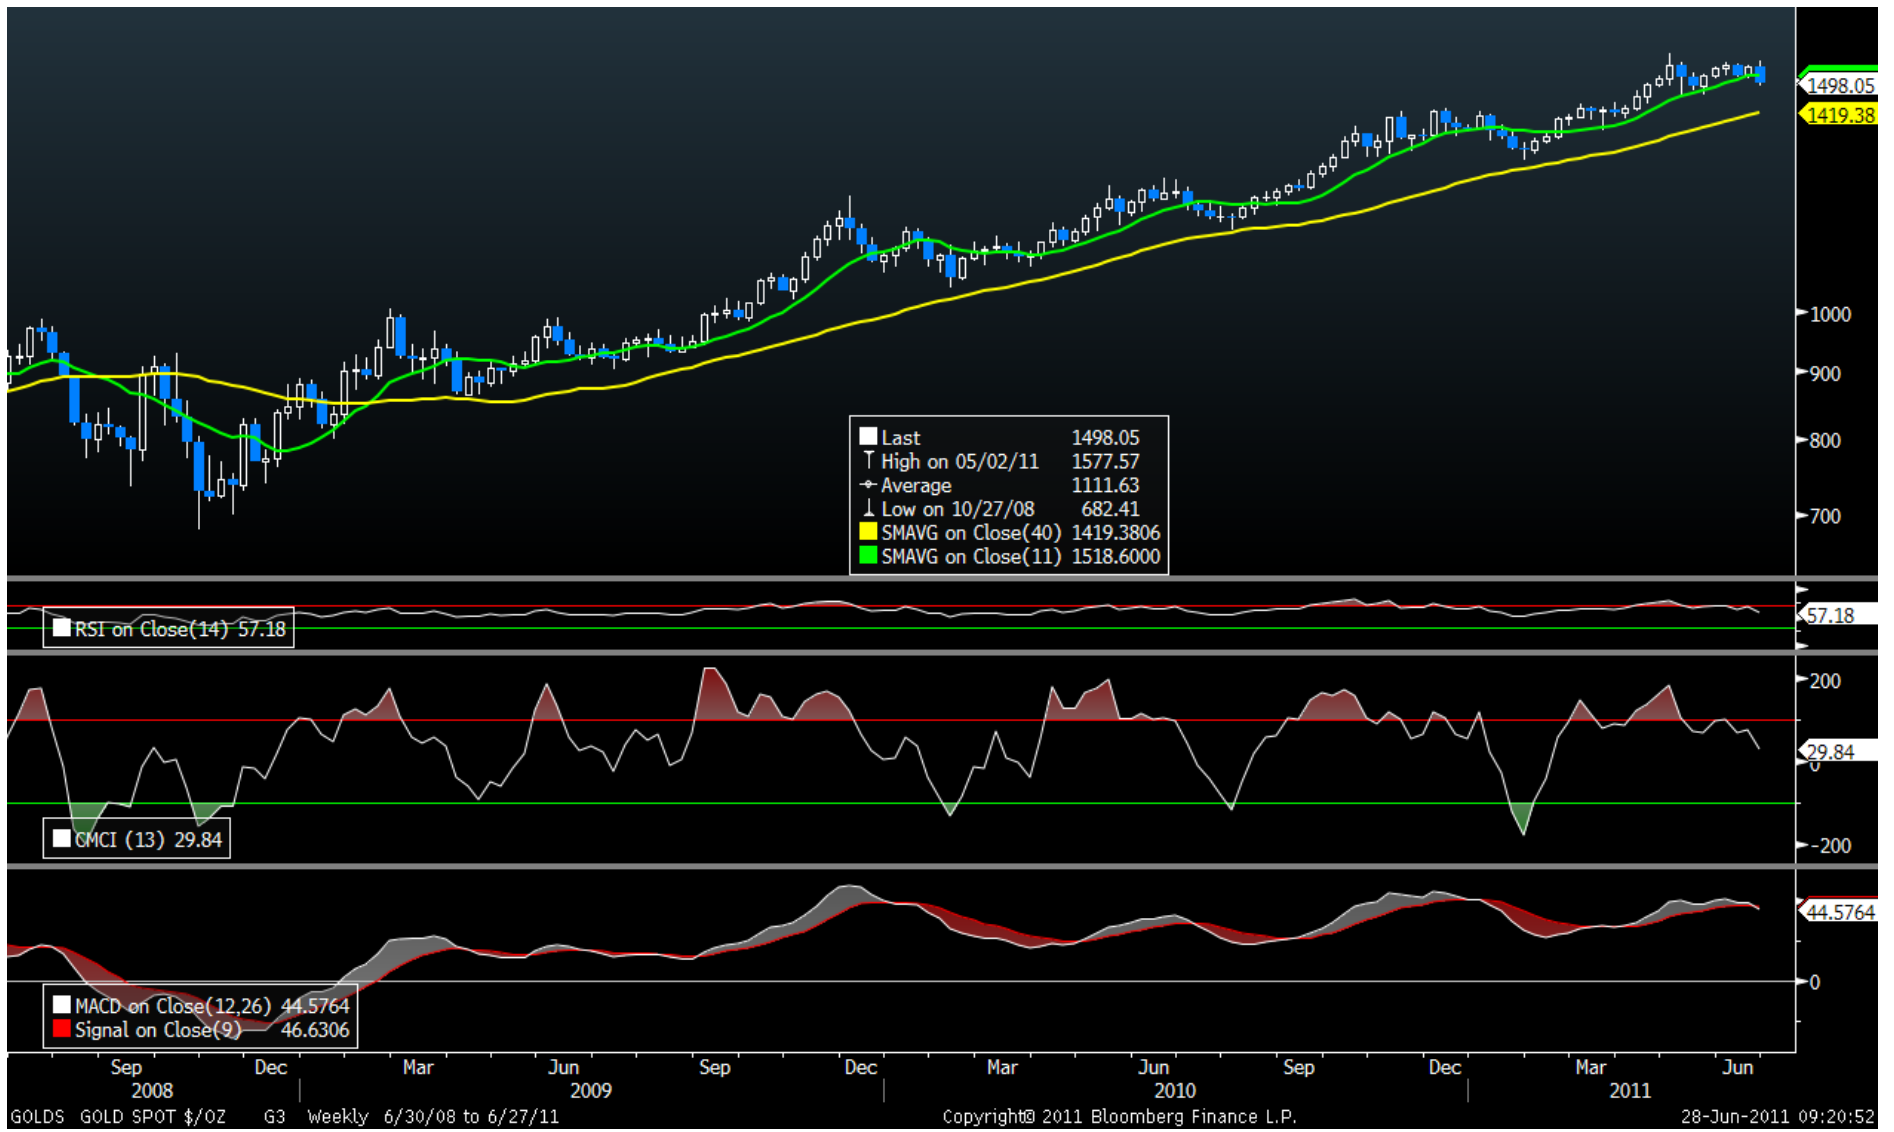 1498.05
1419.38
1000
900
800
700
Last 1498.05
High on 05/02/11 1577.57
Average 1111.63
Low on 10/27/08 682.41
SMAVG on Close(40) 1419.3806
SMAVG on Close(11) 1518.6000
RSI on Close(14) 57.18
57.18
200
29.84
0
-200
CMCI (13) 29.84
44.5764
0
MACD on Close(12,26) 44.5764
Signal on Close(9) 46.6306
Sep Dec Mar Jun Sep Dec Mar Jun Sep Dec Mar Jun
2008 2009 2010 2011
GOLDS GOLD SPOT $/OZ G3 Weekly 6/30/08 to 6/27/11 Copyright© 2011 Bloomberg Finance L.P. 28-Jun-2011 09:20:52